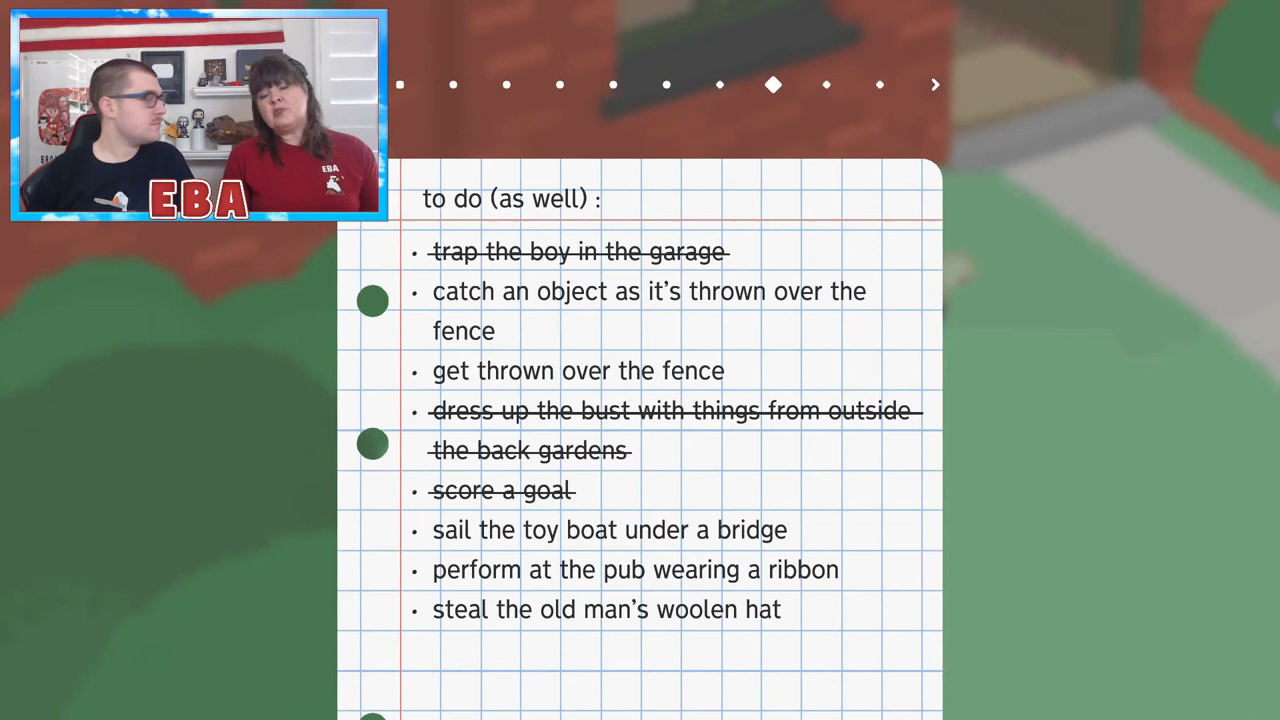 EBA
EBA
to do (as well) :
• trap the boy in the garage
• catch an object as it's thrown over the
fence
• get thrown over the fence
• dress up the bust with things from outside
the back gardens
• score a goal
• sail the toy boat under a bridge
• perform at the pub wearing a ribbon
• steal the old man's woolen hat